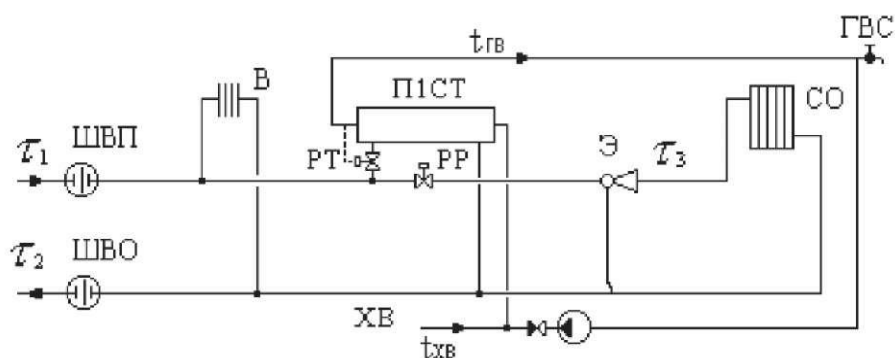 ГВС
tГВ
В
П1СТ
СО
ШВП
τ1
РТ
РР
Э
τ3
ШВО
τ2
ХВ
tХВ